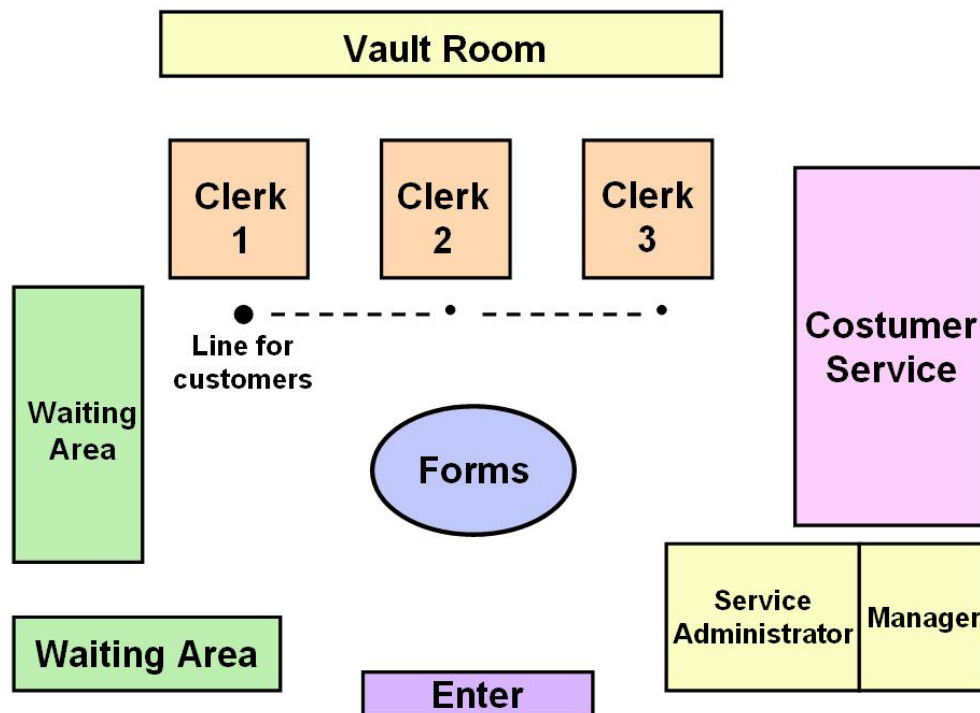 Vault Room
Clerk
1
Clerk
2
Clerk
3
Line for
customers
Costumer
Service
Waiting
Area
Forms
Service
Administrator
Manager
Waiting Area
Enter